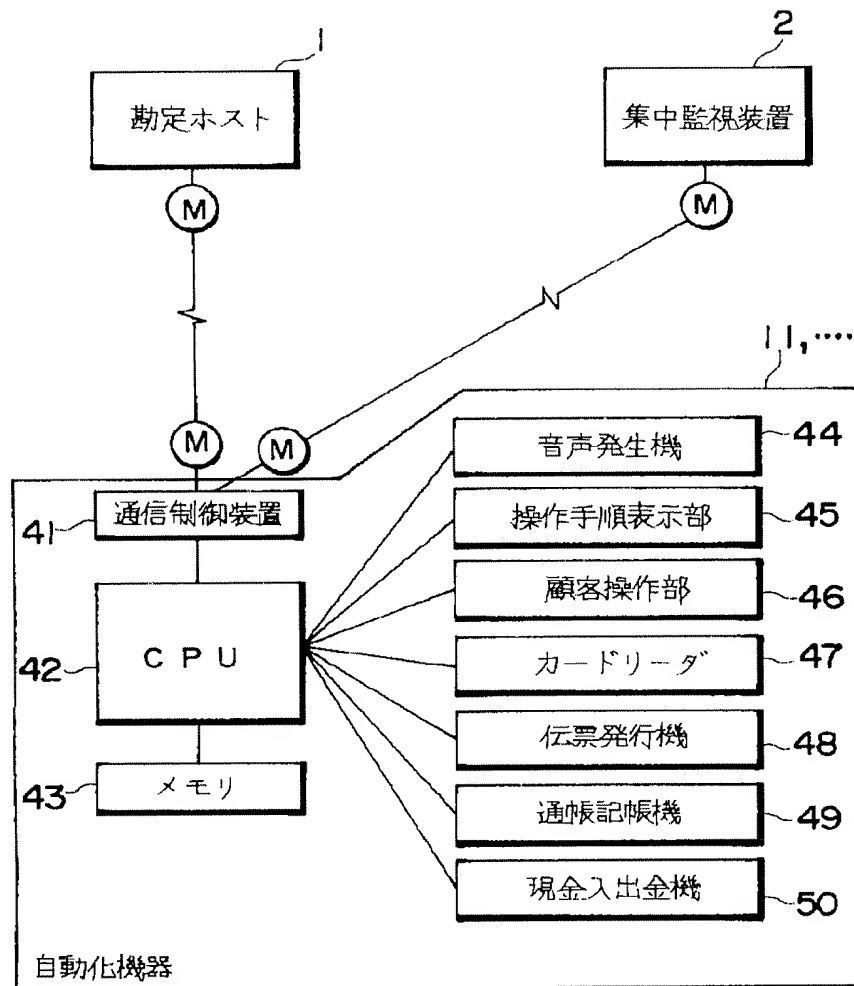 1
2
勘定ホスト
集中監視装置
M
M
11,‥‥
M
M
音声発生機
44
41
通信制御装置
操作手順表示部
45
顧客操作部
46
42
CPU
カードリーダ
47
伝票発行機
48
43
メモリ
通帳記帳機
49
現金入出金機
50
自動化機器